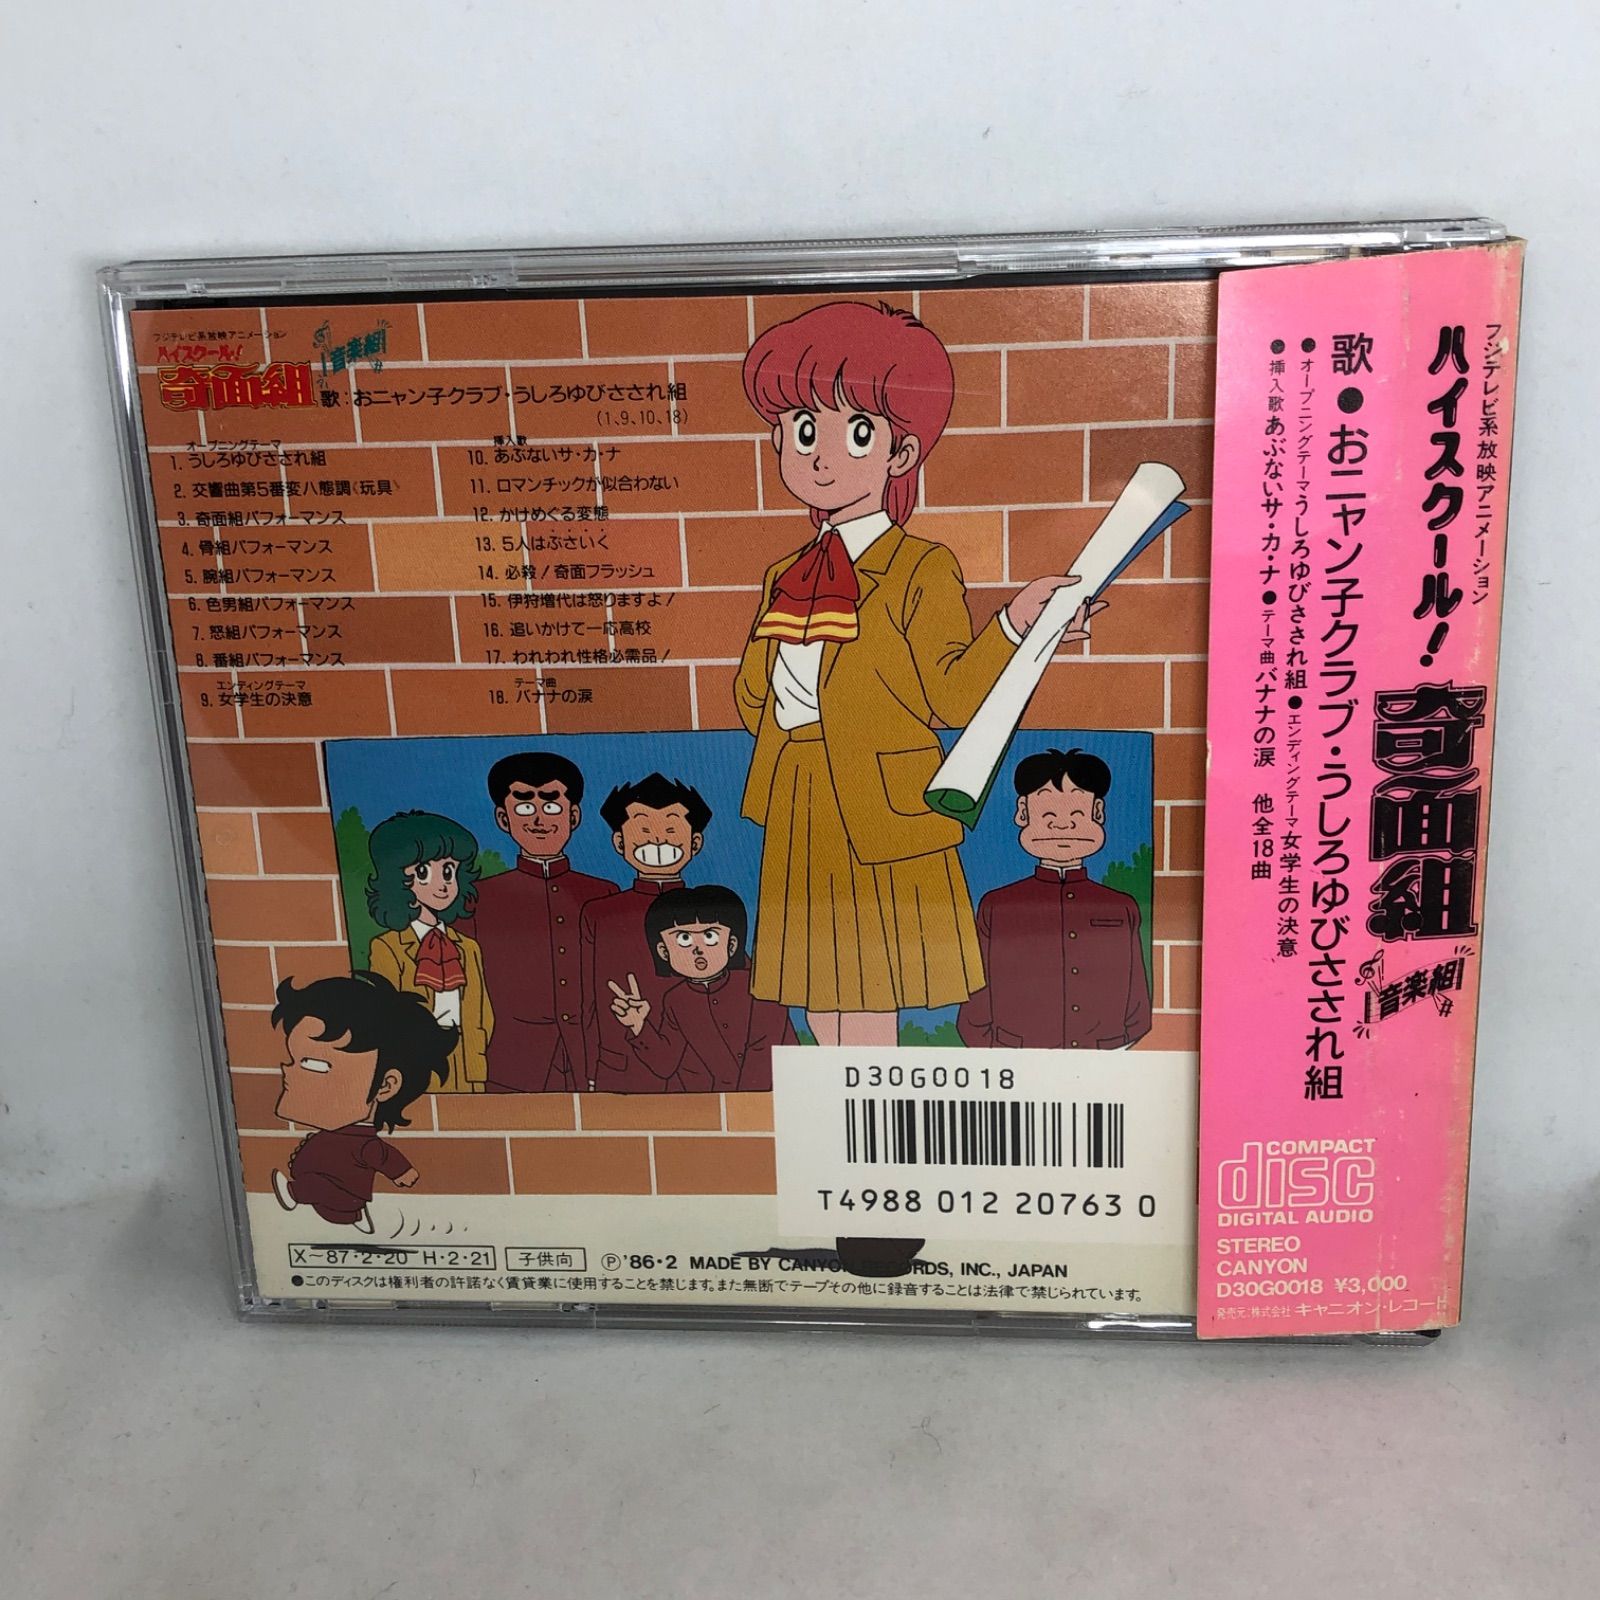 フジテレビ系放映アニメーション
ハイスクール!
奇面組
音楽組
歌:おニャン子クラブ・うしろゆびさされ組
(1、9、10、18)
オープニングテーマ
1. うしろゆびさされ組
2. 交響曲第5番変八態調《玩具》
3. 奇面組パフォーマンス
4. 骨組パフォーマンス
5. 腕組パフォーマンス
6. 色男組パフォーマンス
7. 怒組パフォーマンス
8. 番組パフォーマンス
エンディングテーマ
9. 女学生の決意
挿入歌
10. あぶないサ・カ・ナ
11. ロマンチックが似合わない
12. かけめぐる変態
13. 5人はぶさいく
14. 必殺!奇面フラッシュ
15. 伊狩増代は怒りますよ!
16. 追いかけて一応高校
17. われわれ性格必需品!
テーマ曲
18. バナナの涙
D30G0018
T4988 012 20763 0
X~87・2・20 H・2・21
子供向
Ⓟ'86・2 MADE BY CANYON RECORDS, INC., JAPAN
●このディスクは権利者の許諾なく賃貸業に使用することを禁じます。また無断でテープその他に録音することは法律で禁じられています。
フジテレビ系放映アニメーション
ハイスクール!
奇面組
音楽組
歌●おニャン子クラブ・うしろゆびさされ組
●オープニングテーマうしろゆびさされ組●エンディングテーマ女学生の決意
●挿入歌あぶないサ・カ・ナ●テーマ曲バナナの涙 他全18曲
COMPACT
disc
DIGITAL AUDIO
STEREO
CANYON
D30G0018 ¥3,000
発売元:株式会社 キャニオン・レコード